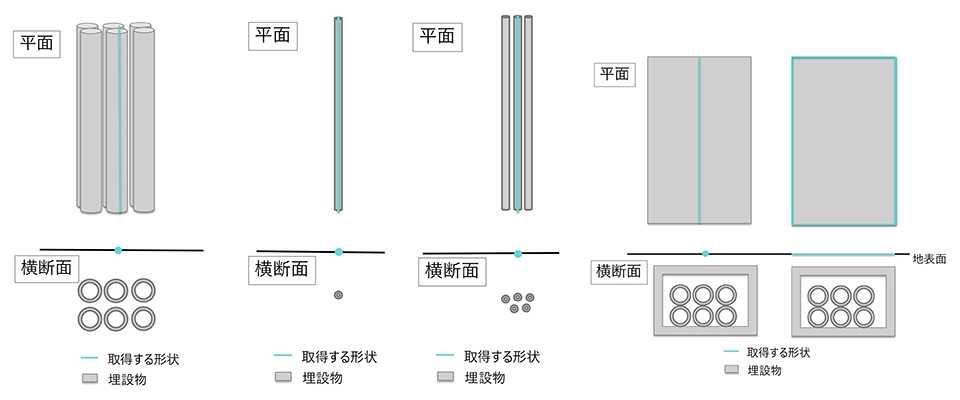 平面
横断面
取得する形状
埋設物
平面
横断面
取得する形状
埋設物
平面
横断面
取得する形状
埋設物
平面
地表面
横断面
取得する形状
埋設物